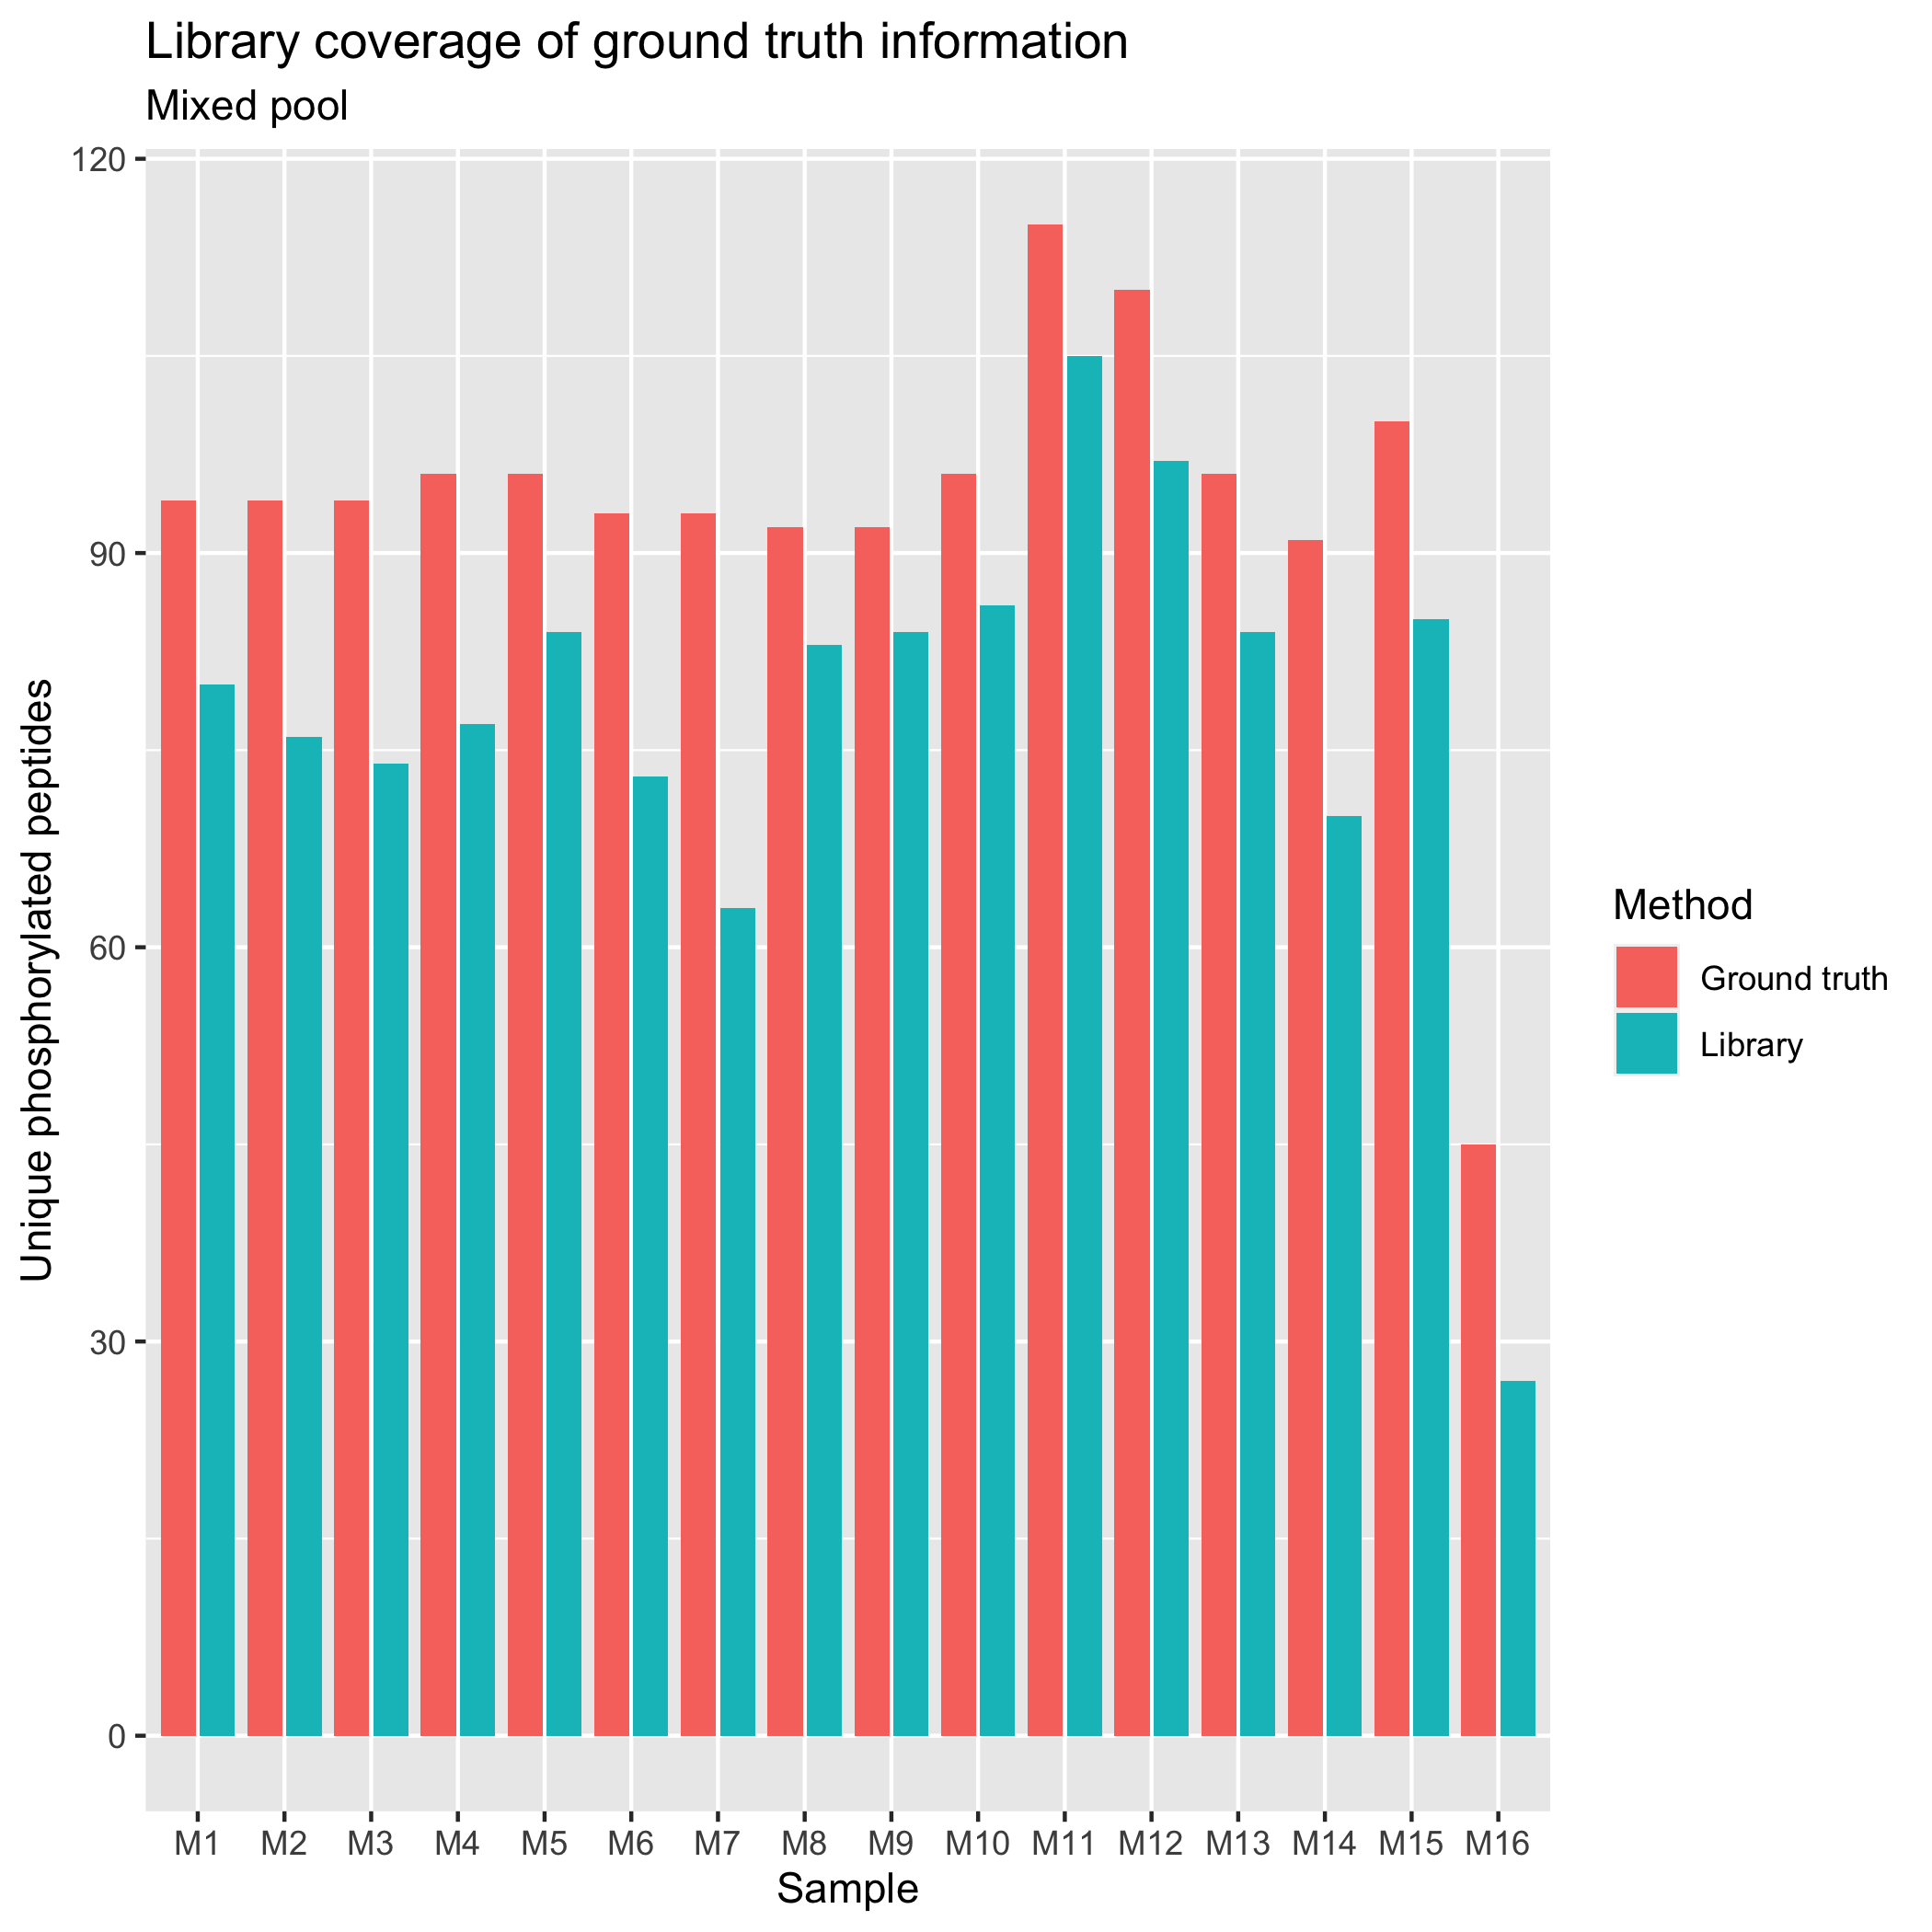 Library coverage of ground truth information
Mixed pool
120
90
60
30
0
Unique phosphorylated peptides
M1 M2 M3 M4 M5 M6 M7 M8 M9 M10 M11 M12 M13 M14 M15 M16
Sample
Method
Ground truth
Library